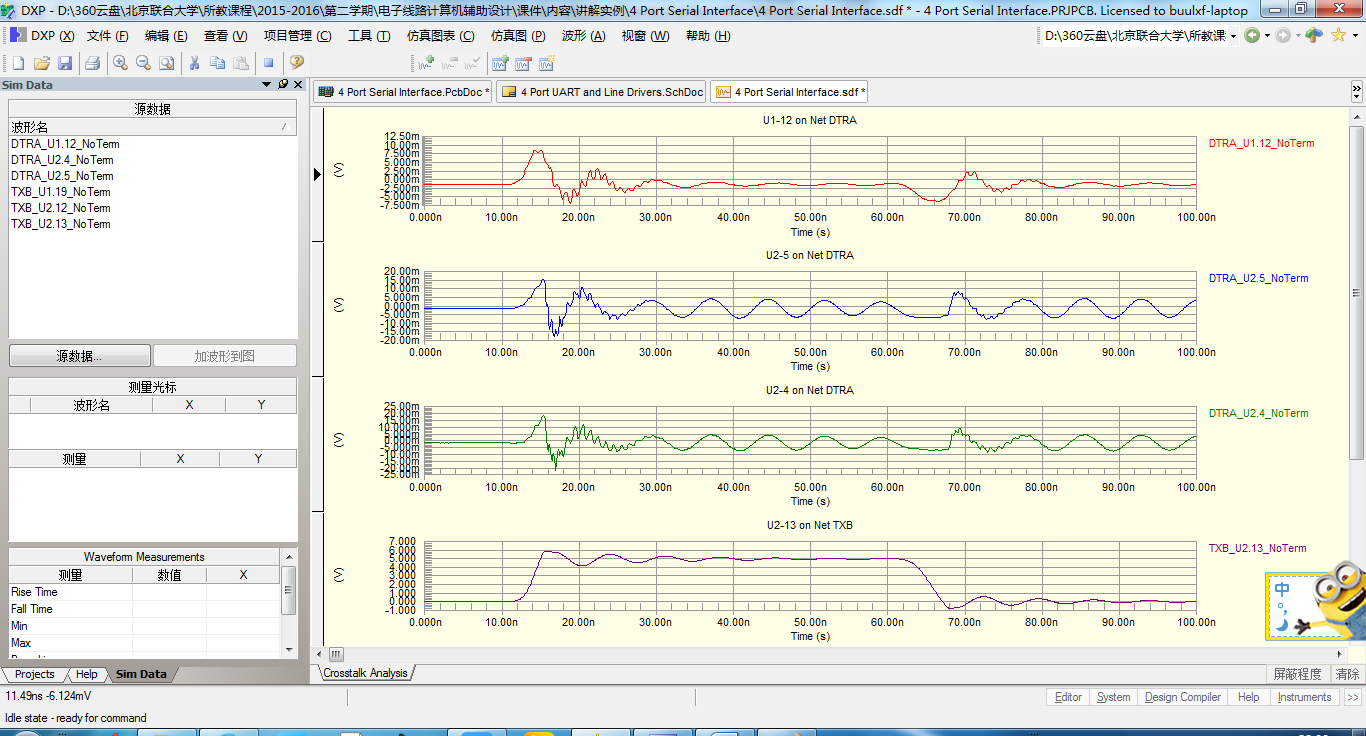 DXP - D:\360云盘\北京联合大学\所教课程\2015-2016\第二学期\电子线路计算机辅助设计\课件\内容\讲解实例\4 Port Serial Interface\4 Port Serial Interface.sdf * - 4 Port Serial Interface.PRJPCB. Licensed to buulxf-laptop
DXP (X) 文件 (F) 编辑 (E) 查看 (V) 项目管理 (C) 工具 (T) 仿真图表 (C) 仿真图 (P) 波形 (A) 视窗 (W) 帮助 (H) D:\360云盘\北京联合大学\所教课
Sim Data
源数据
波形名
DTRA_U1.12_NoTerm
DTRA_U2.4_NoTerm
DTRA_U2.5_NoTerm
TXB_U1.19_NoTerm
TXB_U2.12_NoTerm
TXB_U2.13_NoTerm
源数据... 加波形到图
测量光标
波形名 X Y
测量 X Y
Waveform Measurements
测量 数值 X
Rise Time
Fall Time
Min
Max
Projects Help Sim Data
4 Port Serial Interface.PcbDoc * 4 Port UART and Line Drivers.SchDoc 4 Port Serial Interface.sdf *
U1-12 on Net DTRA
DTRA_U1.12_NoTerm
(V)
12.50m
10.00m
7.500m
5.000m
2.500m
0.000m
-2.500m
-5.000m
-7.500m
0.000n 10.00n 20.00n 30.00n 40.00n 50.00n 60.00n 70.00n 80.00n 90.00n 100.00n
Time (s)
U2-5 on Net DTRA
DTRA_U2.5_NoTerm
(V)
20.00m
15.00m
10.00m
5.000m
0.000m
-5.000m
-10.00m
-15.00m
-20.00m
0.000n 10.00n 20.00n 30.00n 40.00n 50.00n 60.00n 70.00n 80.00n 90.00n 100.00n
Time (s)
U2-4 on Net DTRA
DTRA_U2.4_NoTerm
(V)
25.00m
20.00m
15.00m
10.00m
5.000m
0.000m
-5.000m
-10.00m
-15.00m
-20.00m
-25.00m
0.000n 10.00n 20.00n 30.00n 40.00n 50.00n 60.00n 70.00n 80.00n 90.00n 100.00n
Time (s)
U2-13 on Net TXB
TXB_U2.13_NoTerm
(V)
7.000
6.000
5.000
4.000
3.000
2.000
1.000
0.000
-1.000
0.000n 10.00n 20.00n 30.00n 40.00n 50.00n 60.00n 70.00n 80.00n 90.00n 100.00n
Time (s)
中
Crosstalk Analysis 屏蔽程度 清除
11.49ns -6.124mV Editor System Design Compiler Help Instruments >>
Idle state - ready for command